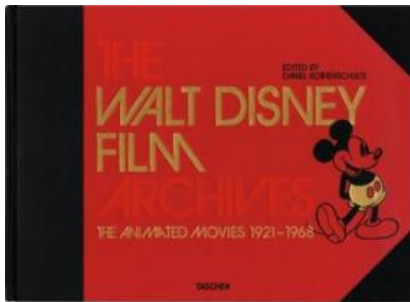 THE
WALT DISNEY
FILM
ARCHIVES
THE ANIMATED MOVIES 1921–1968
EDITED BY
DANIEL KOTHENSCHULTE
TASCHEN